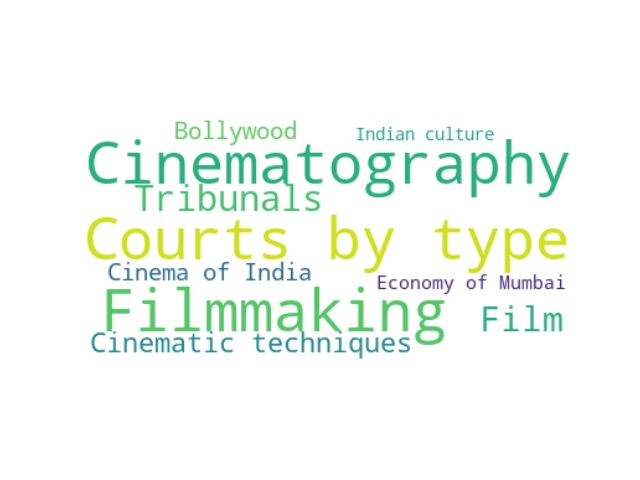 Bollywood
Indian culture
Cinematography
Tribunals
Courts by type
Cinema of India
Economy of Mumbai
Filmmaking
Film
Cinematic techniques